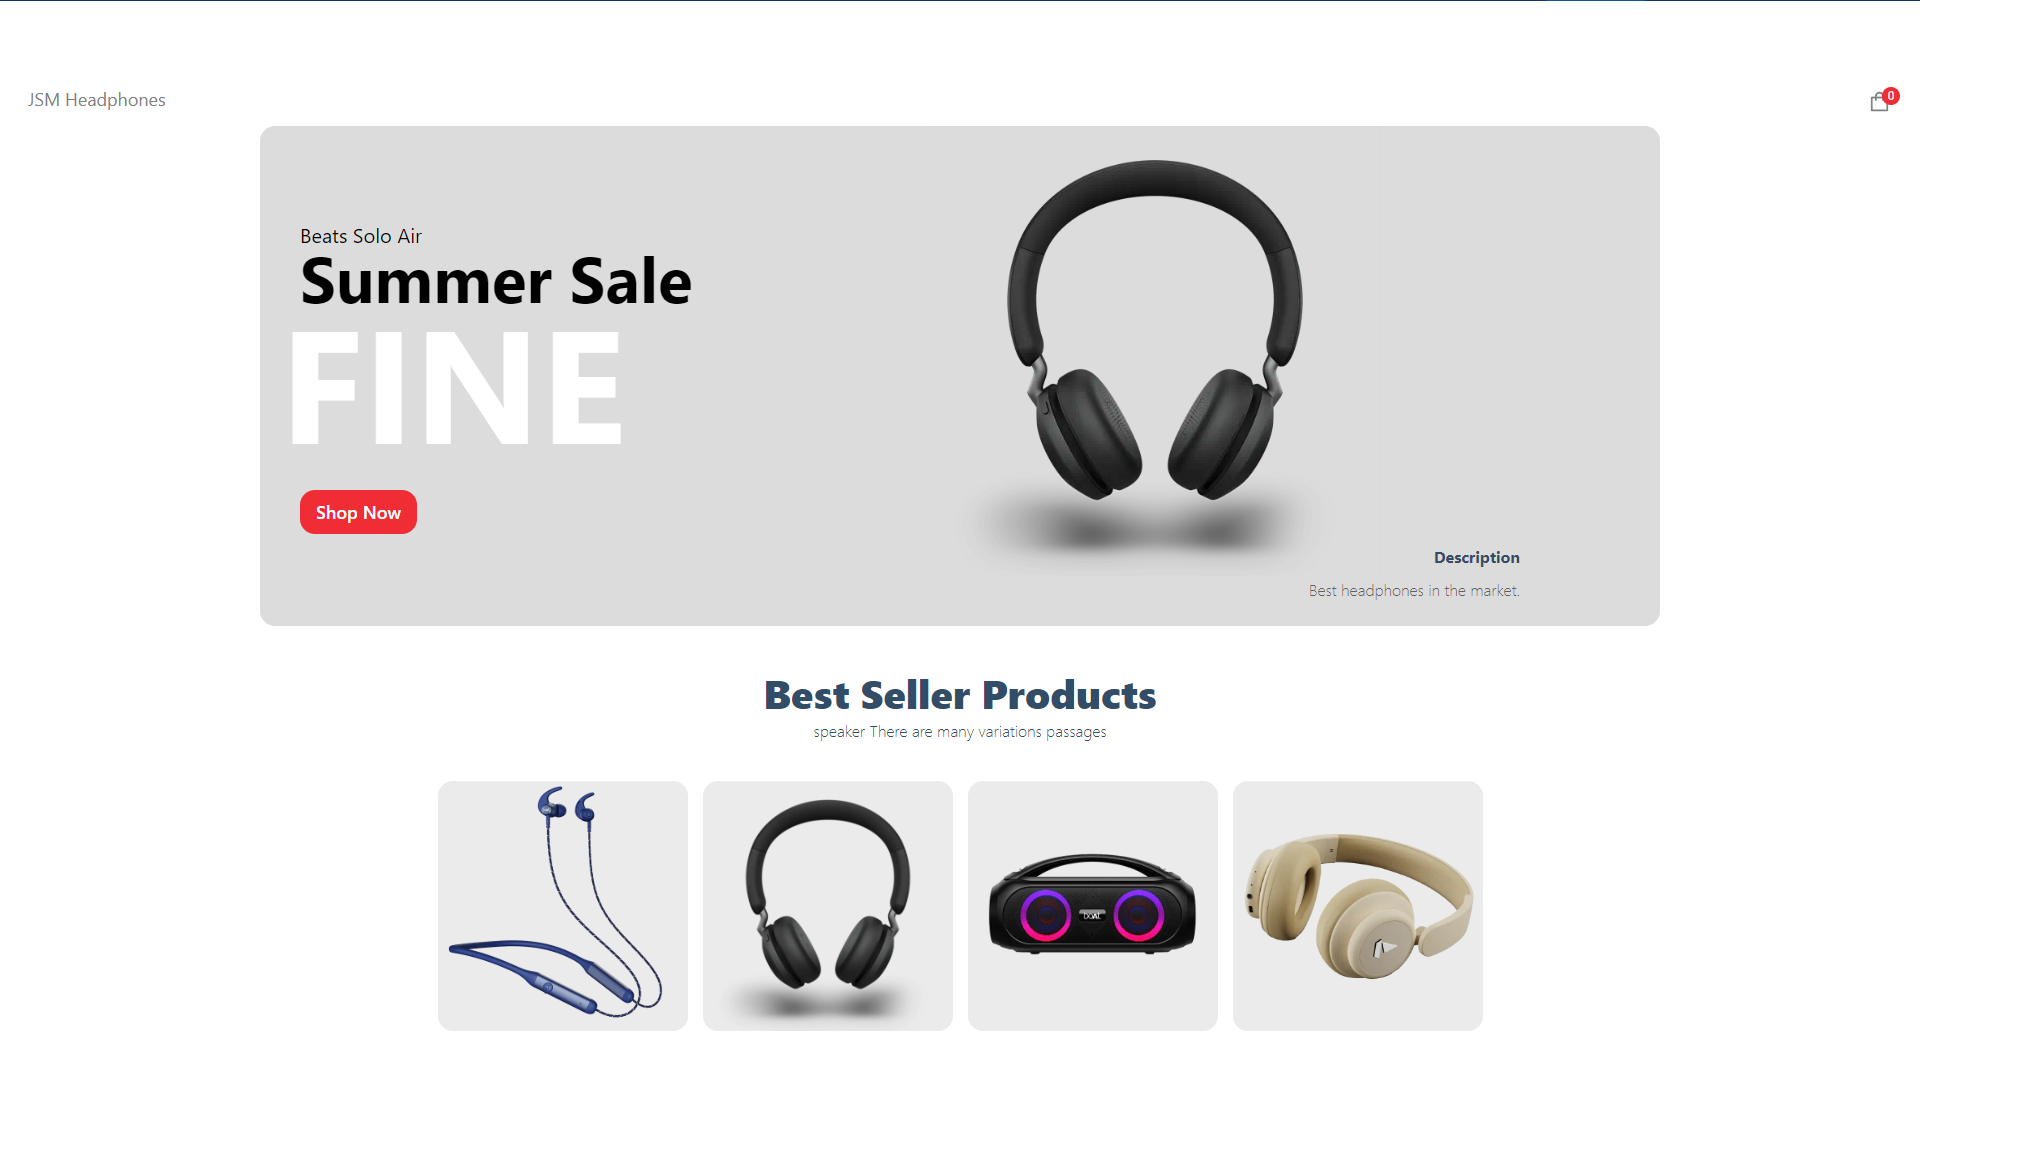 JSM Headphones
0
Beats Solo Air
Summer Sale
FINE
Shop Now
Description
Best headphones in the market.
Best Seller Products
speaker There are many variations passages